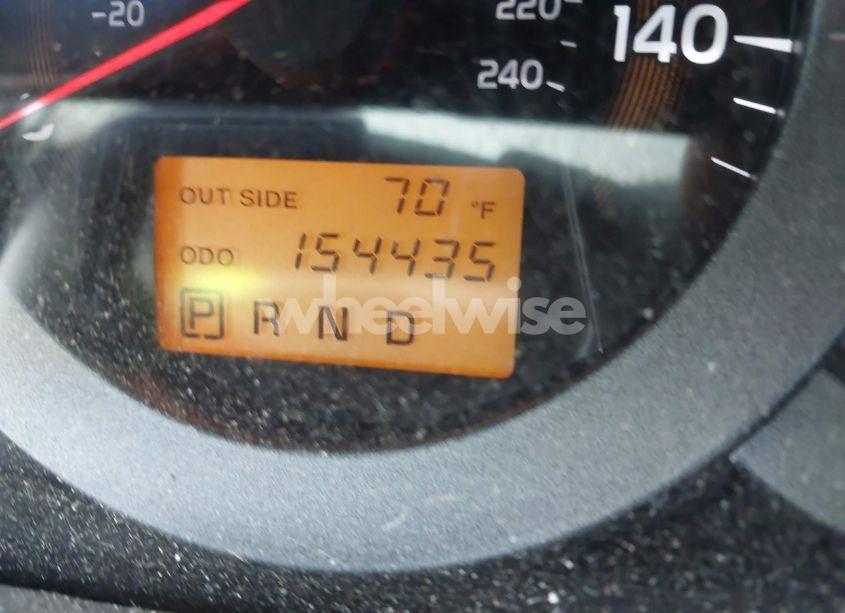 -20
220
140
240
OUT SIDE 70 °F
ODO 154435
P R N D
wheelwise